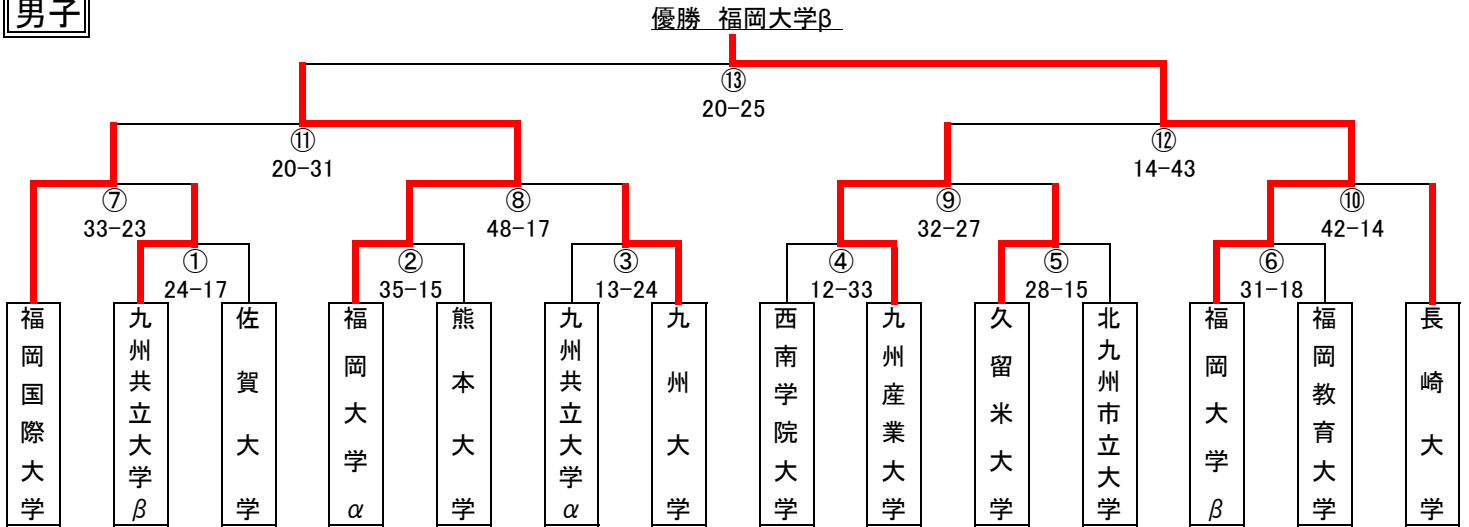 男子
優勝 福岡大学β
⑬
20-25
⑪
20-31
⑫
14-43
⑦
33-23
⑧
48-17
⑨
32-27
⑩
42-14
①
24-17
②
35-15
③
13-24
④
12-33
⑤
28-15
⑥
31-18
福岡国際大学
九州共立大学β
佐賀大学
福岡大学α
熊本大学
九州共立大学α
九州大学
西南学院大学
九州産業大学
久留米大学
北九州市立大学
福岡大学β
福岡教育大学
長崎大学